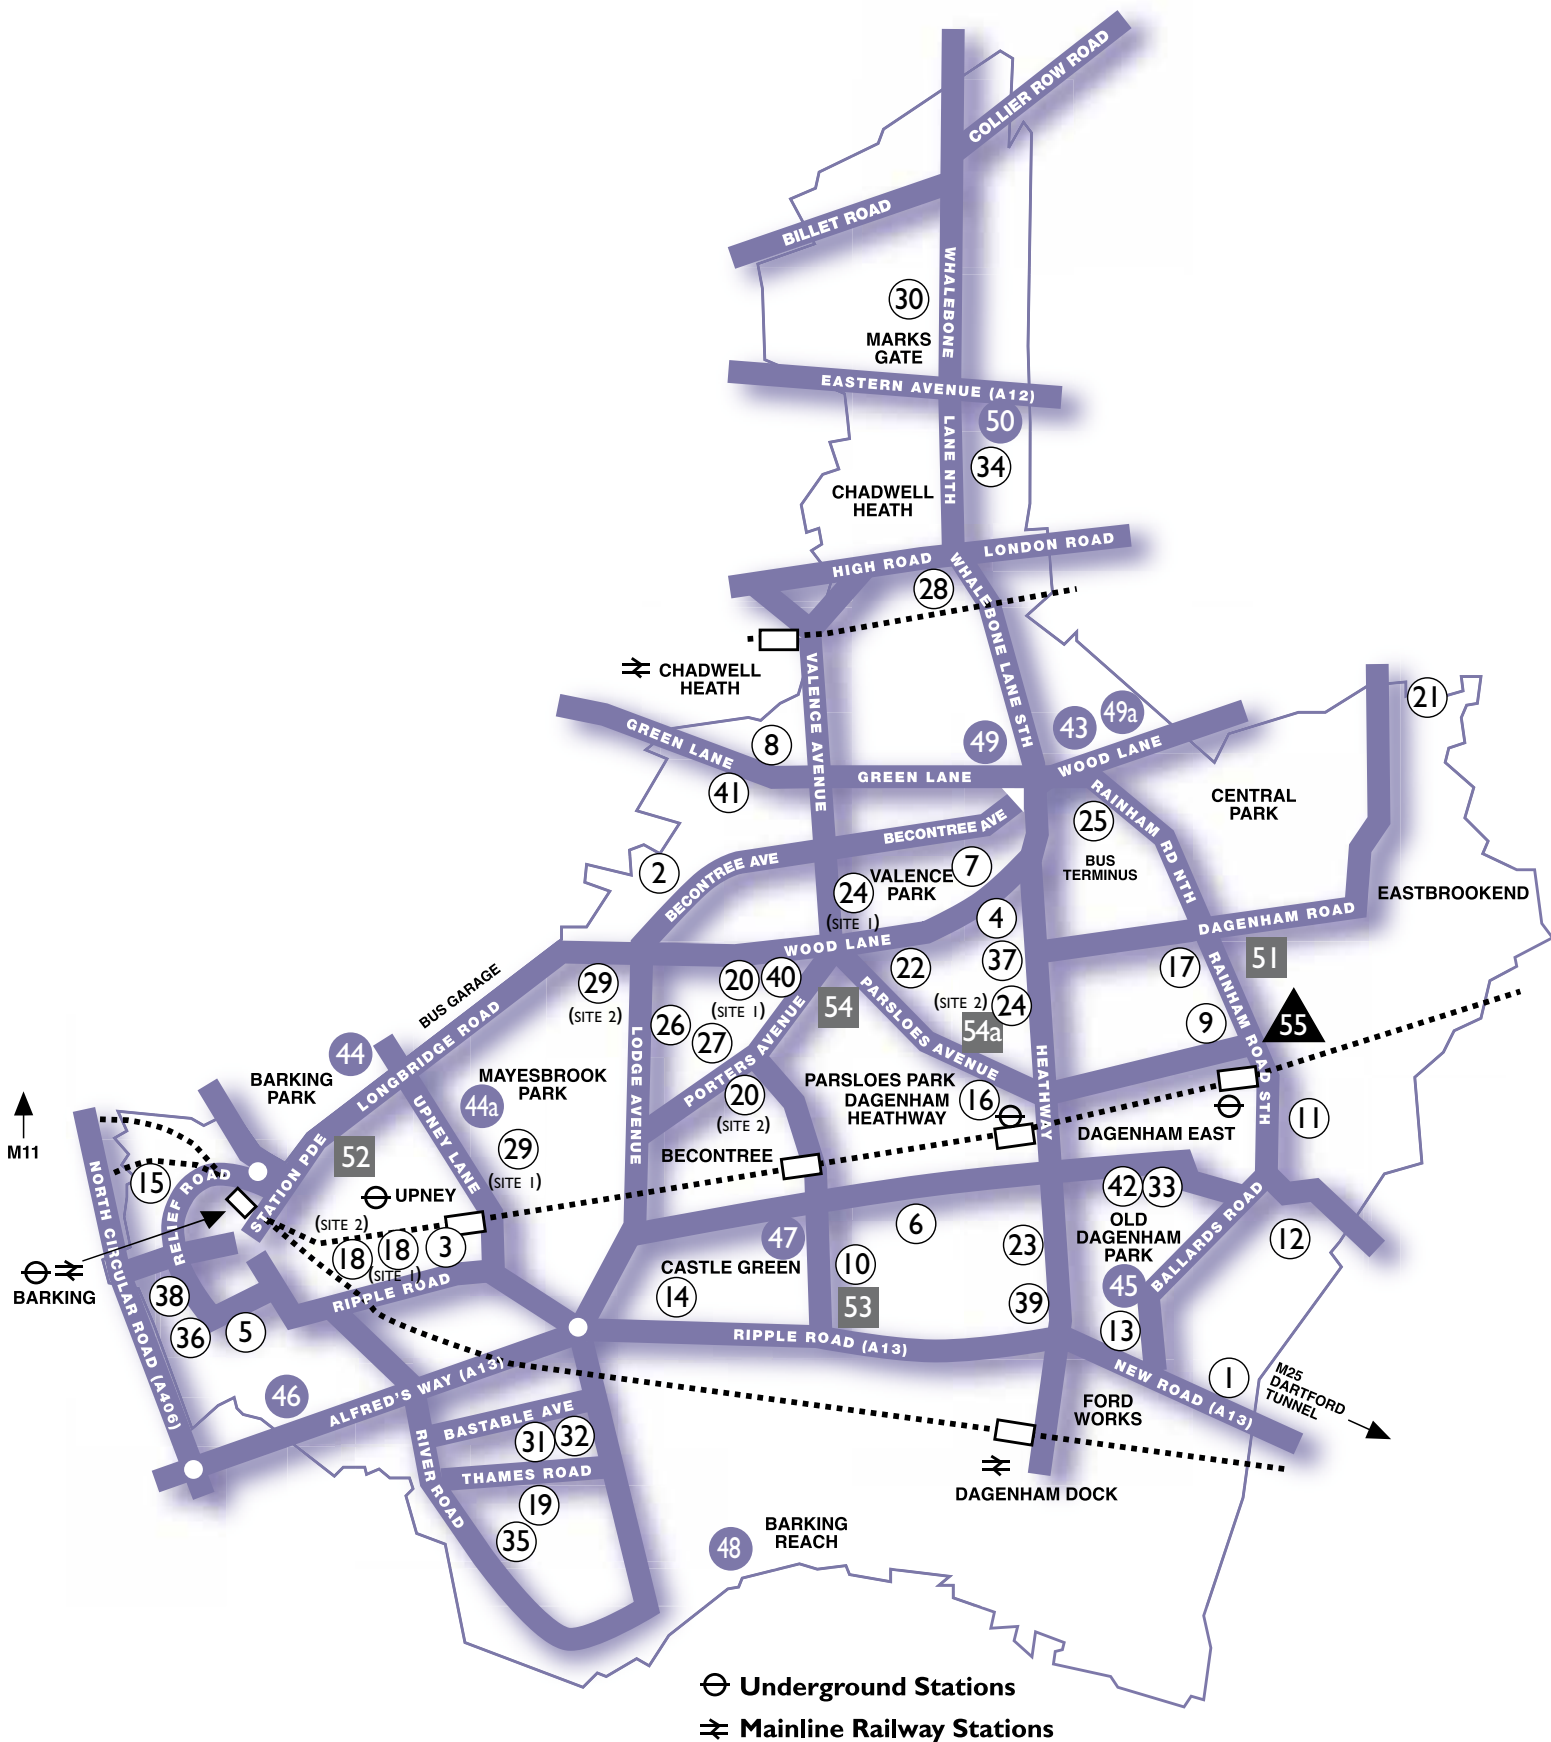 COLLIER ROW ROAD
BILLET ROAD
WHALEBONE
LANE NTH
30
MARKS
GATE
EASTERN AVENUE (A12)
50
34
CHADWELL
HEATH
HIGH ROAD
LONDON ROAD
28
WHALEBONE LANE STH
CHADWELL
HEATH
VALENCE AVENUE
GREEN LANE
8
41
GREEN LANE
49
43
49a
WOOD LANE
21
RAINHAM RD NTH
CENTRAL
PARK
25
BUS
TERMINUS
BECONTREE AVE
BECONTREE AVE
2
7
VALENCE
PARK
24
(SITE 1)
4
EASTBROOKEND
DAGENHAM ROAD
WOOD LANE
51
17
37
22
20
(SITE 1)
40
29
(SITE 2)
BUS GARAGE
LONGBRIDGE ROAD
(SITE 2)
24
54
54a
PARSLOES AVENUE
RAINHAM ROAD STH
9
55
26
27
LODGE AVENUE
PORTERS AVENUE
HEATHWAY
44
BARKING
PARK
MAYESBROOK
PARK
44a
UPNEY LANE
20
(SITE 2)
PARSLOES PARK
DAGENHAM
HEATHWAY
16
M11
11
DAGENHAM EAST
52
STATION PDE
29
(SITE 1)
BECONTREE
NORTH CIRCULAR ROAD (A406)
15
RELIEF ROAD
UPNEY
42
33
OLD
DAGENHAM
PARK
BALLARDS ROAD
12
(SITE 2)
18
18
(SITE 1)
3
6
47
23
CASTLE GREEN
10
BARKING
RIPPLE ROAD
45
38
14
53
39
36
5
13
RIPPLE ROAD (A13)
NEW ROAD (A13)
1
M25
DARTFORD
TUNNEL
46
ALFRED'S WAY (A13)
FORD
WORKS
BASTABLE AVE
31
32
RIVER ROAD
THAMES ROAD
19
35
DAGENHAM DOCK
48
BARKING
REACH
Underground Stations
Mainline Railway Stations